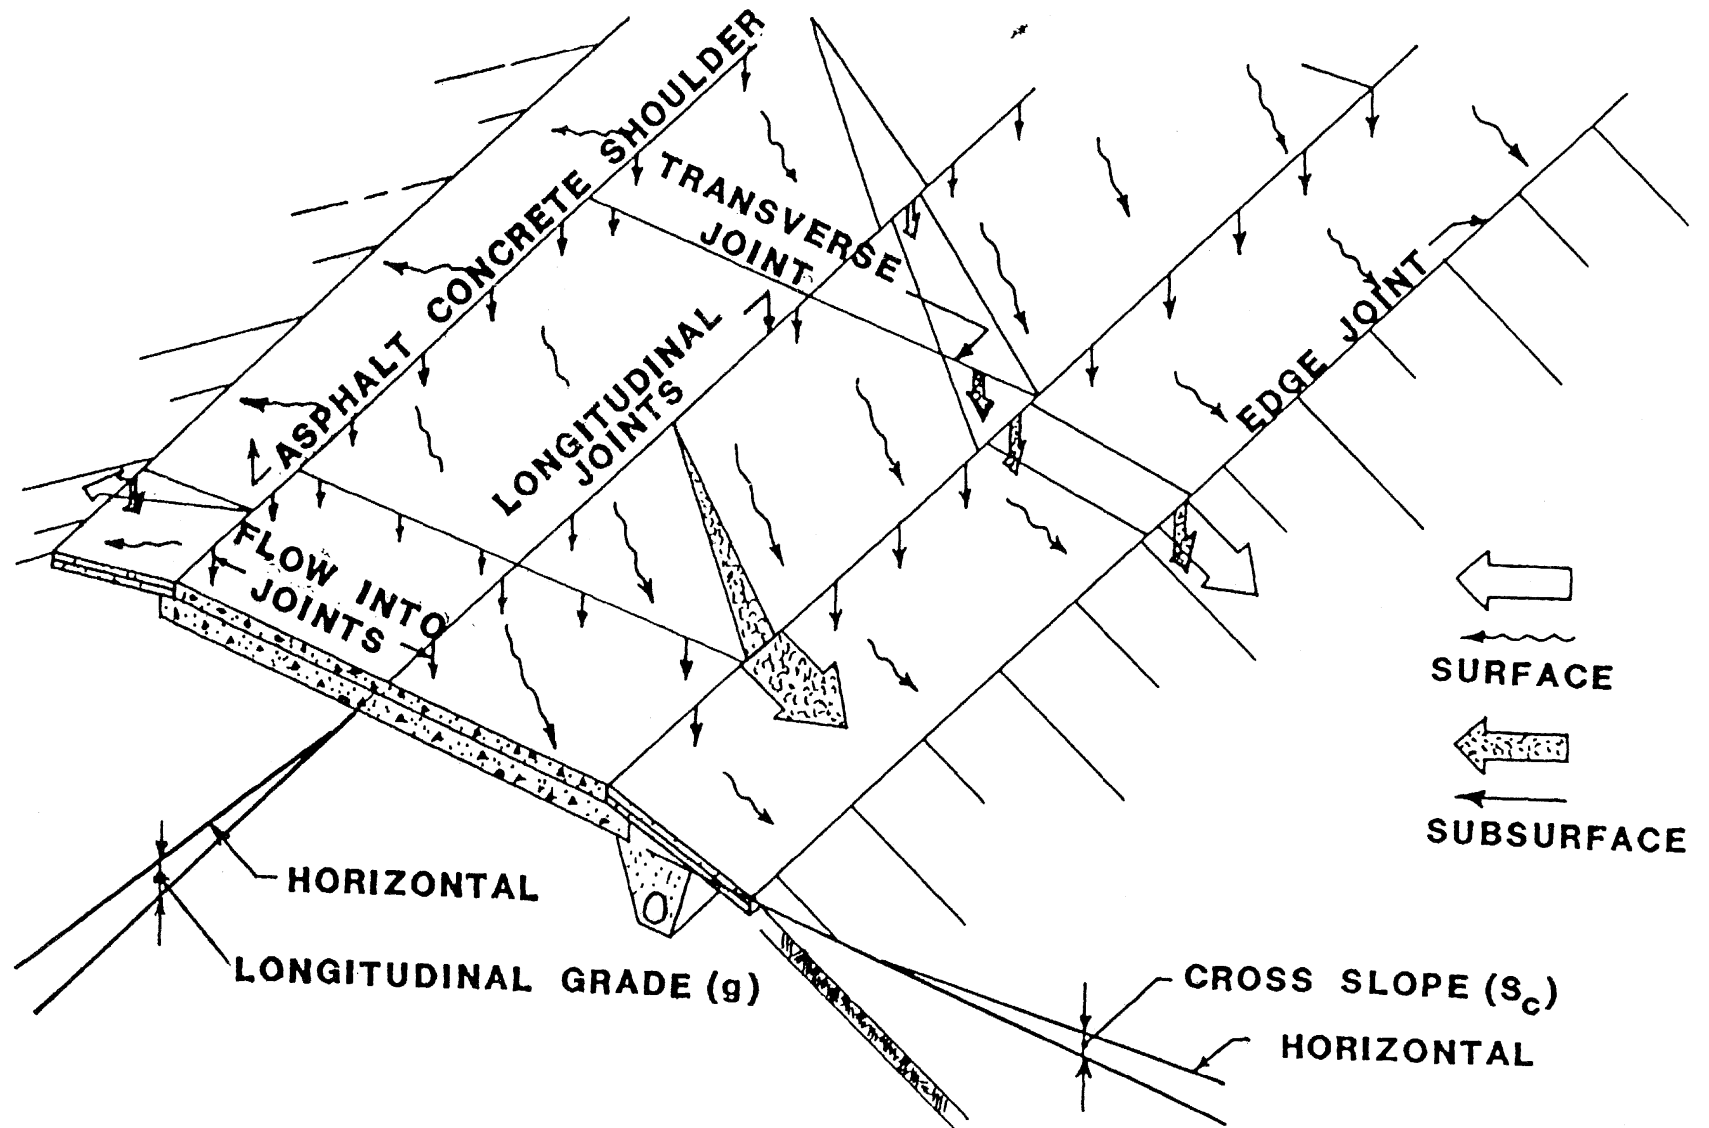 ASPHALT CONCRETE SHOULDER
TRANSVERSE
JOINT
LONGITUDINAL
JOINTS
EDGE JOINT
FLOW INTO
JOINTS
SURFACE
SUBSURFACE
HORIZONTAL
LONGITUDINAL GRADE (g)
CROSS SLOPE (Sc)
HORIZONTAL